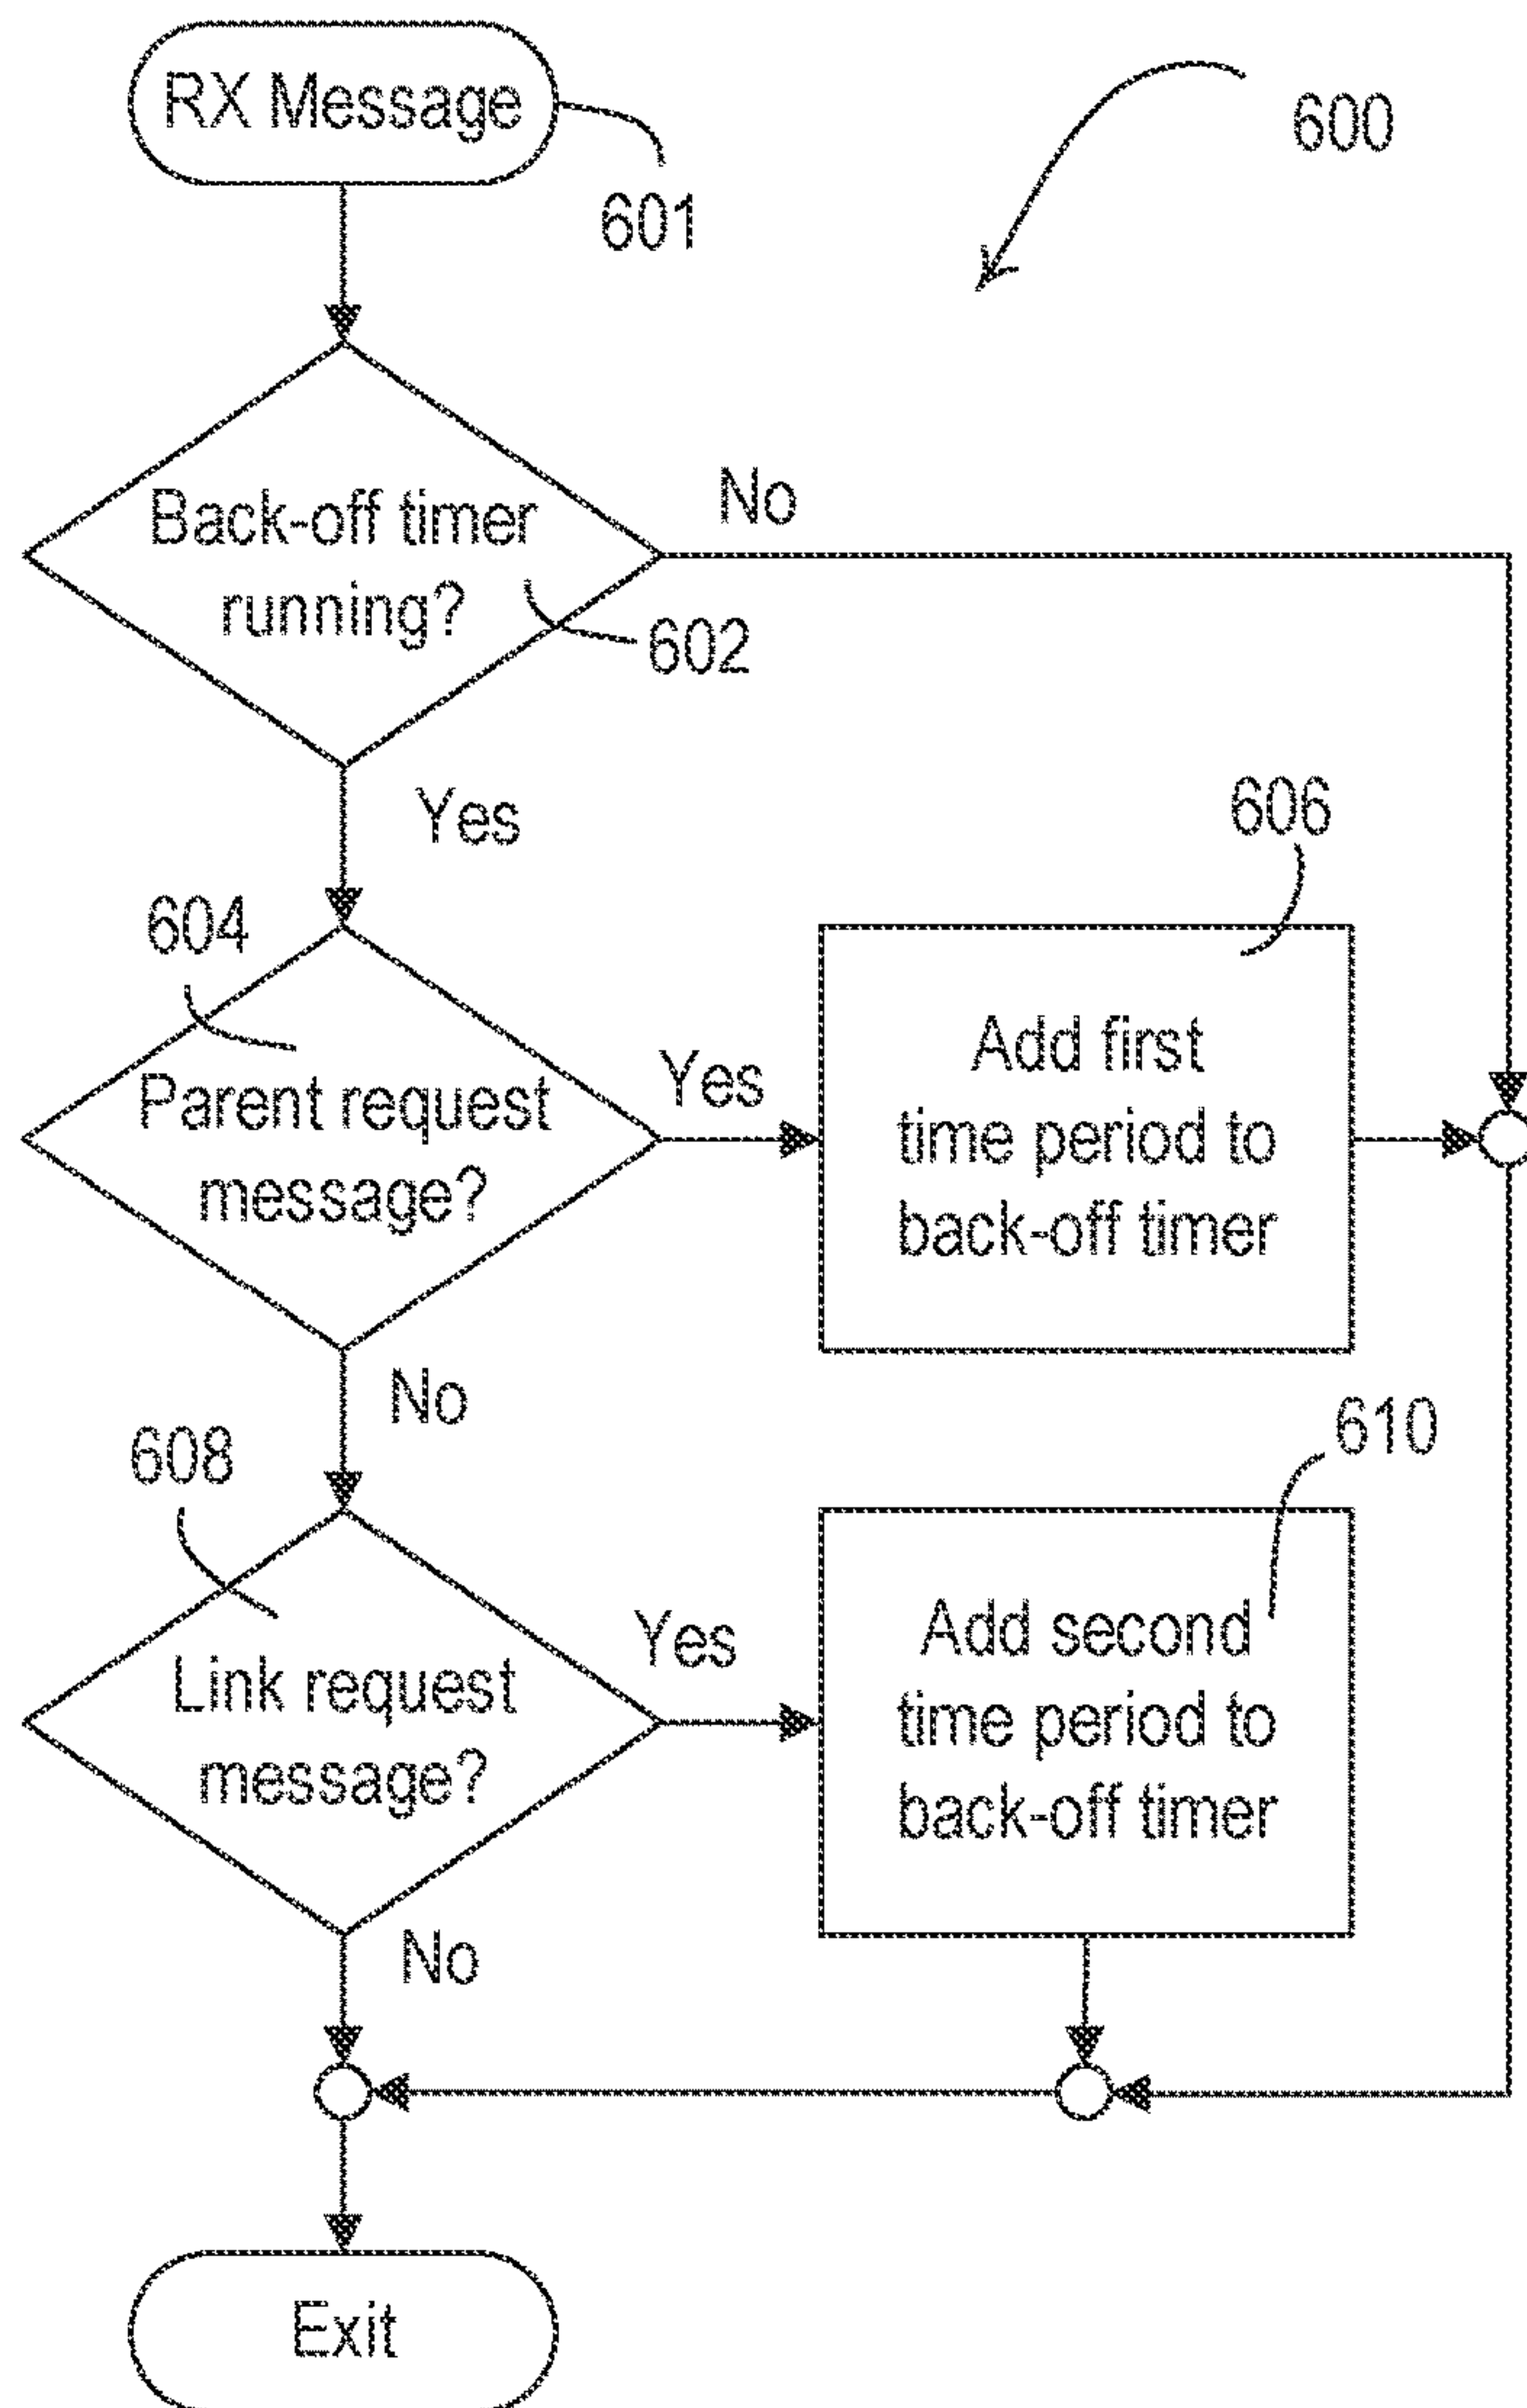 RX Message
600
601
Back-off timer
running?
No
602
Yes
606
604
Parent request
message?
Yes
Add first
time period to
back-off timer
No
608
610
Link request
message?
Yes
Add second
time period to
back-off timer
No
Exit